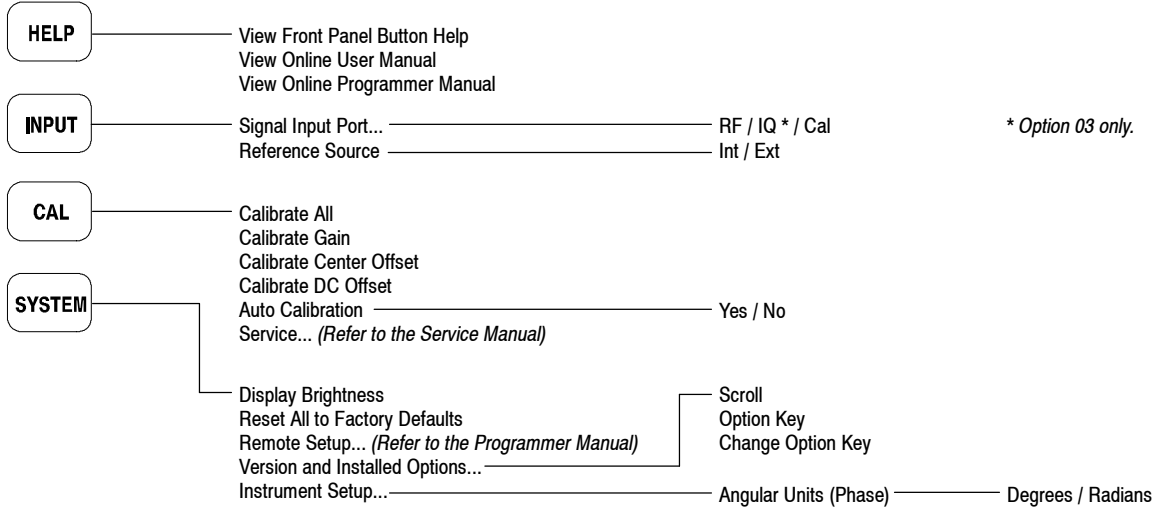 HELP
View Front Panel Button Help
View Online User Manual
View Online Programmer Manual
INPUT
Signal Input Port... RF / IQ * / Cal * Option 03 only.
Reference Source Int / Ext
CAL
Calibrate All
Calibrate Gain
Calibrate Center Offset
Calibrate DC Offset
Auto Calibration Yes / No
Service... (Refer to the Service Manual)
SYSTEM
Display Brightness Scroll
Reset All to Factory Defaults Option Key
Remote Setup... (Refer to the Programmer Manual) Change Option Key
Version and Installed Options...
Instrument Setup... Angular Units (Phase) Degrees / Radians